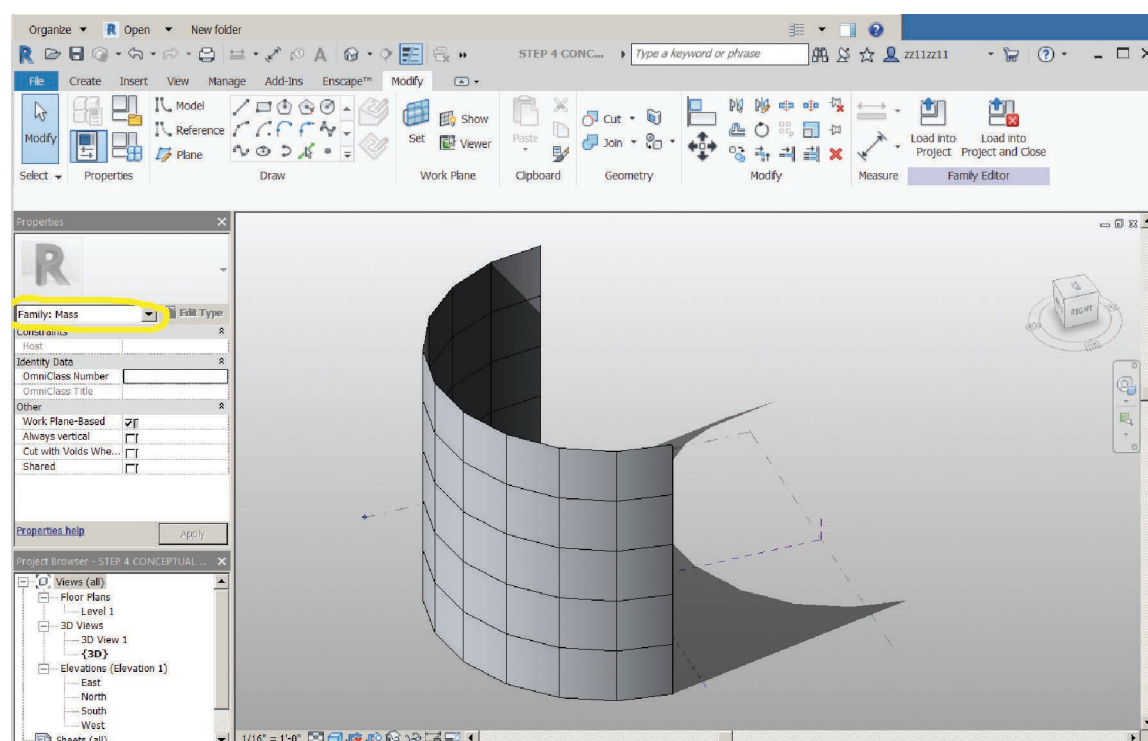 Organize Open New folder
STEP 4 CONC... Type a keyword or phrase zz11zz11
File Create Insert View Manage Add-Ins Enscape™ Modify
Modify Model Reference Plane Set Show Viewer Paste Cut Join Load into Project Load into Project and Close
Select Properties Draw Work Plane Clipboard Geometry Modify Measure Family Editor
Properties
Family: Mass Edit Type
Constraints
Host
Identity Data
OmniClass Number
OmniClass Title
Other
Work Plane-Based
Always vertical
Cut with Voids Whe...
Shared
Properties help Apply
Project Browser - STEP 4 CONCEPTUAL ...
Views (all)
Floor Plans
Level 1
3D Views
3D View 1
{3D}
Elevations (Elevation 1)
East
North
South
West
Sheets (all)
RIGHT
1/16" = 1'-0"